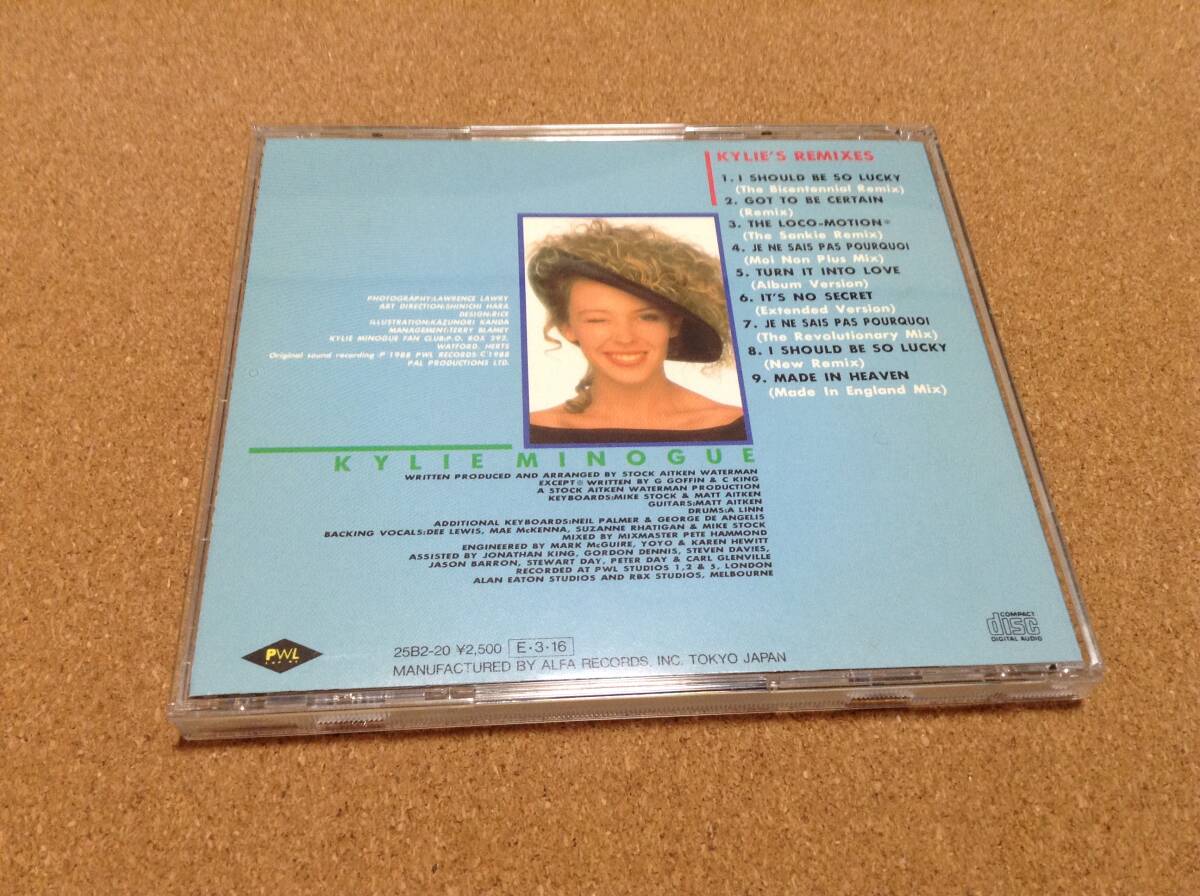 KYLIE'S REMIXES
1. I SHOULD BE SO LUCKY
(The Bicentennial Remix)
2. GOT TO BE CERTAIN
(Remix)
3. THE LOCO-MOTION※
(The Sankie Remix)
4. JE NE SAIS PAS POURQUOI
(Moi Non Plus Mix)
5. TURN IT INTO LOVE
(Album Version)
6. IT'S NO SECRET
(Extended Version)
7. JE NE SAIS PAS POURQUOI
(The Revolutionary Mix)
8. I SHOULD BE SO LUCKY
(New Remix)
9. MADE IN HEAVEN
(Made In England Mix)
PHOTOGRAPHY:LAWRENCE LAWRY
ART DIRECTION:SHINICHI HARA
DESIGN:RICE
ILLUSTRATION:KAZUNORI KANDA
MANAGEMENT:TERRY BLAMEY
KYLIE MINOGUE FAN CLUB:P.O. BOX 292,
WATFORD, HERTS
Original sound recording ℗ 1988 PWL RECORDS:© 1988
PAL PRODUCTIONS LTD.
KYLIE MINOGUE
WRITTEN PRODUCED AND ARRANGED BY STOCK AITKEN WATERMAN
EXCEPT※ WRITTEN BY G GOFFIN & C KING
A STOCK AITKEN WATERMAN PRODUCTION
KEYBOARDS:MIKE STOCK & MATT AITKEN
GUITARS:MATT AITKEN
DRUMS:A LINN
ADDITIONAL KEYBOARDS:NEIL PALMER & GEORGE DE ANGELIS
BACKING VOCALS:DEE LEWIS, MAE McKENNA, SUZANNE RHATIGAN & MIKE STOCK
MIXED BY MIXMASTER PETE HAMMOND
ENGINEERED BY MARK McGUIRE, YOYO & KAREN HEWITT
ASSISTED BY JONATHAN KING, GORDON DENNIS, STEVEN DAVIES,
JASON BARRON, STEWART DAY, PETER DAY & CARL GLENVILLE
RECORDED AT PWL STUDIOS 1,2 & 5, LONDON
ALAN EATON STUDIOS AND RBX STUDIOS, MELBOURNE
PWL
25B2-20 ¥2,500 E・3・16
MANUFACTURED BY ALFA RECORDS, INC. TOKYO JAPAN
COMPACT
disc
DIGITAL AUDIO